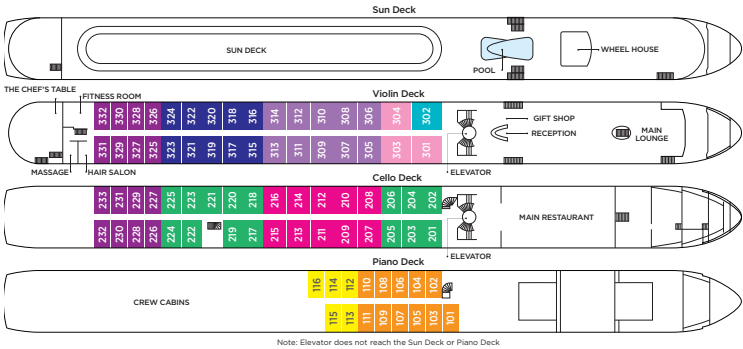 Sun Deck
SUN DECK
POOL
WHEEL HOUSE
THE CHEF'S TABLE
FITNESS ROOM
Violin Deck
332 330 328 326 324 322 320 318 316 314 312 310 308 306 304 302
331 329 327 325 323 321 319 317 315 313 311 309 307 305 303 301
GIFT SHOP
RECEPTION
MAIN
LOUNGE
MASSAGE
HAIR SALON
ELEVATOR
Cello Deck
233 231 229 227 225 223 221 220 218 216 214 212 210 208 206 204 202
232 230 228 226 224 222 219 217 215 213 211 209 207 205 203 201
MAIN RESTAURANT
ELEVATOR
Piano Deck
CREW CABINS
116 114 112 110 108 106 104 102
115 113 111 109 107 105 103 101
Note: Elevator does not reach the Sun Deck or Piano Deck